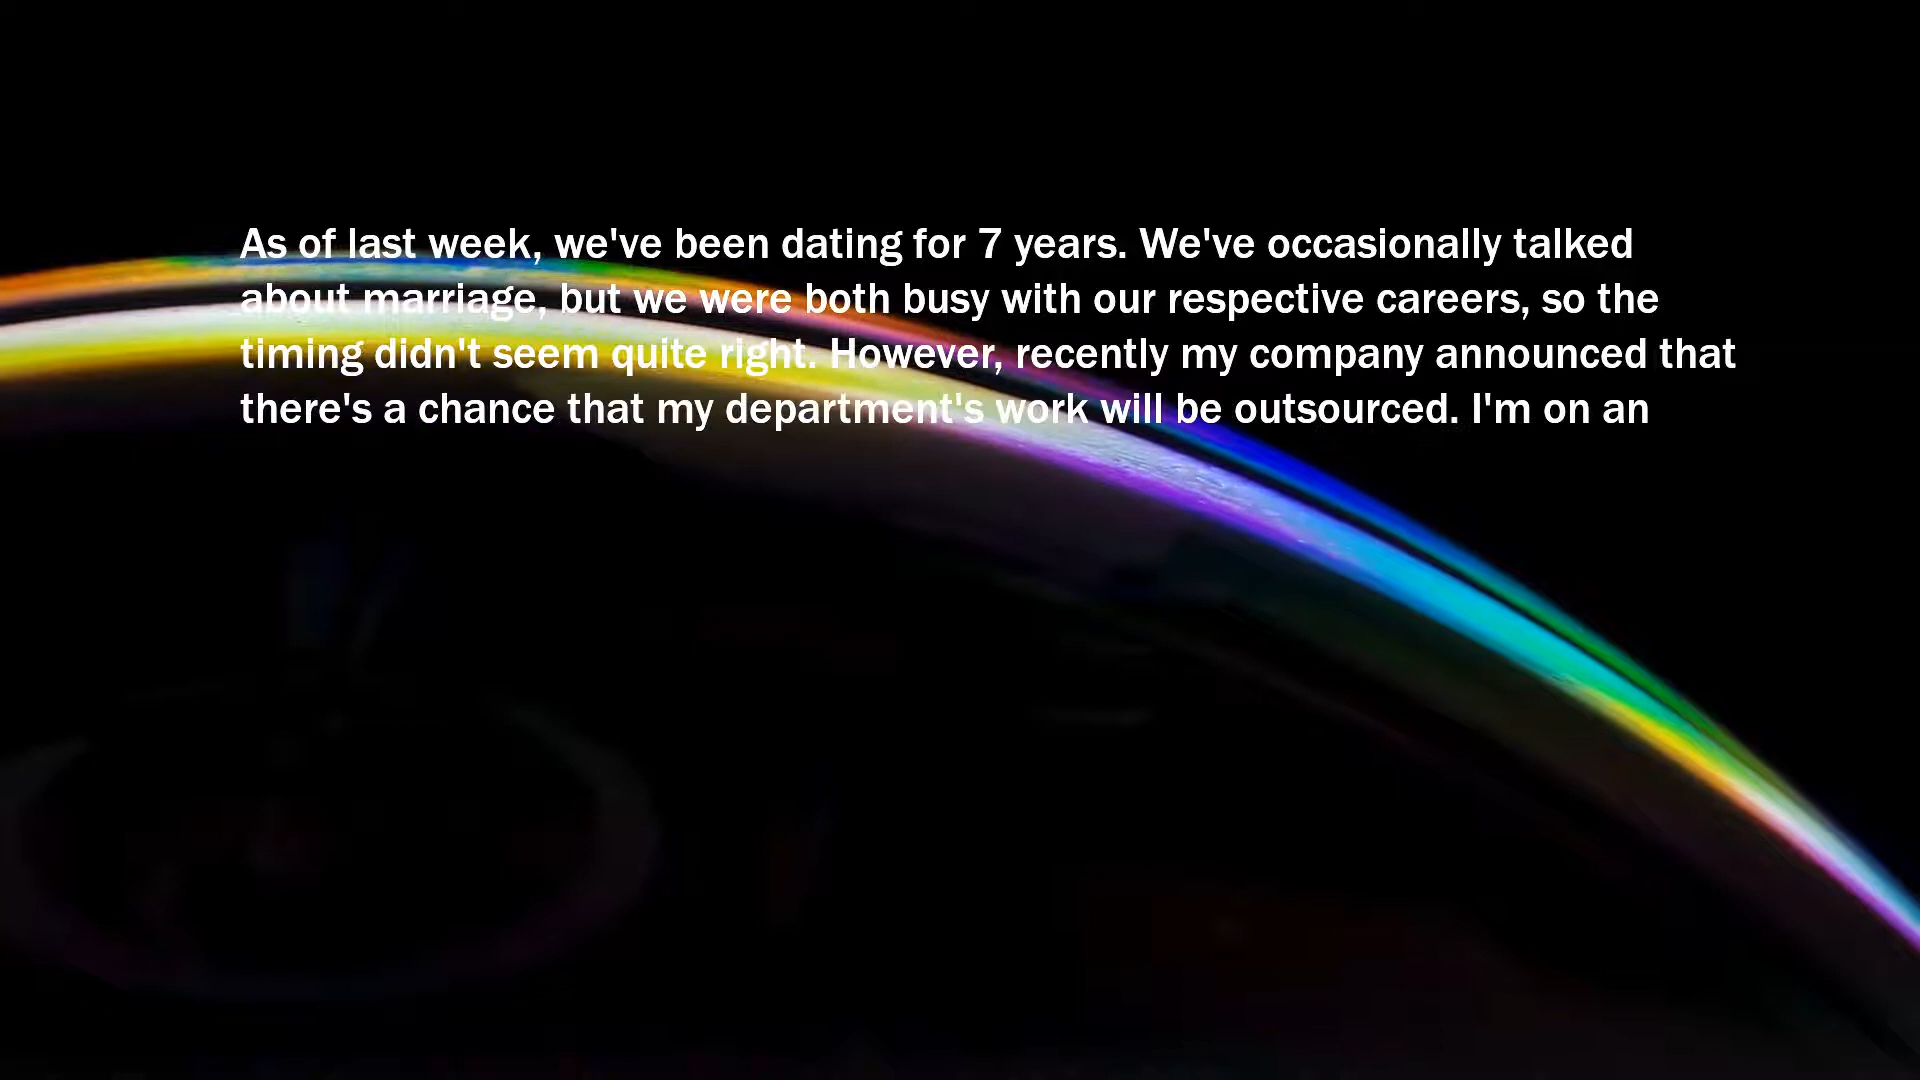 As of last week, we've been dating for 7 years. We've occasionally talked
about marriage, but we were both busy with our respective careers, so the
timing didn't seem quite right. However, recently my company announced that
there's a chance that my department's work will be outsourced. I'm on an